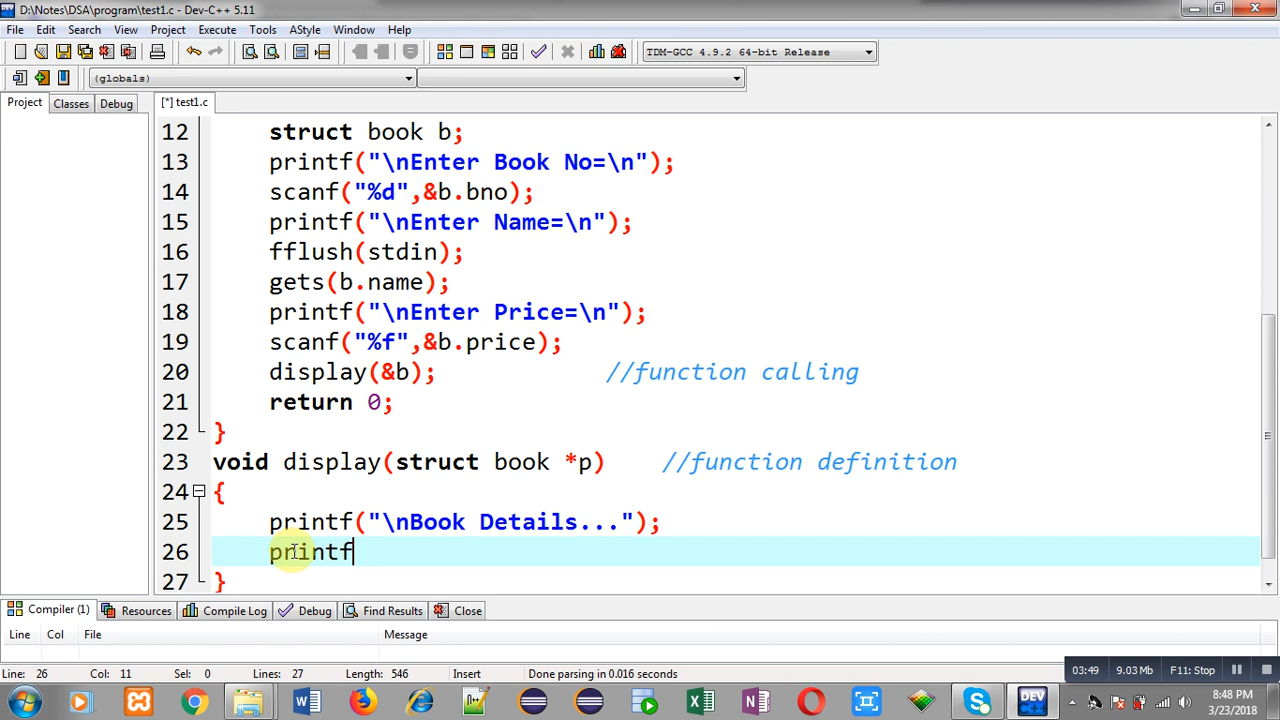 D:\Notes\DSA\program\test1.c - Dev-C++ 5.11
File Edit Search View Project Execute Tools AStyle Window Help
TDM-GCC 4.9.2 64-bit Release
(globals)
Project Classes Debug [*] test1.c
12 struct book b;
13 printf("\nEnter Book No=\n");
14 scanf("%d",&b.bno);
15 printf("\nEnter Name=\n");
16 fflush(stdin);
17 gets(b.name);
18 printf("\nEnter Price=\n");
19 scanf("%f",&b.price);
20 display(&b); //function calling
21 return 0;
22 }
23 void display(struct book *p) //function definition
24 {
25 printf("\nBook Details...");
26 printf
27 }
Compiler (1) Resources Compile Log Debug Find Results Close
Line Col File Message
Line: 26 Col: 11 Sel: 0 Lines: 27 Length: 546 Insert Done parsing in 0.016 seconds
03:49 9.03 MB F11: Stop
DEV
8:48 PM
3/23/2018